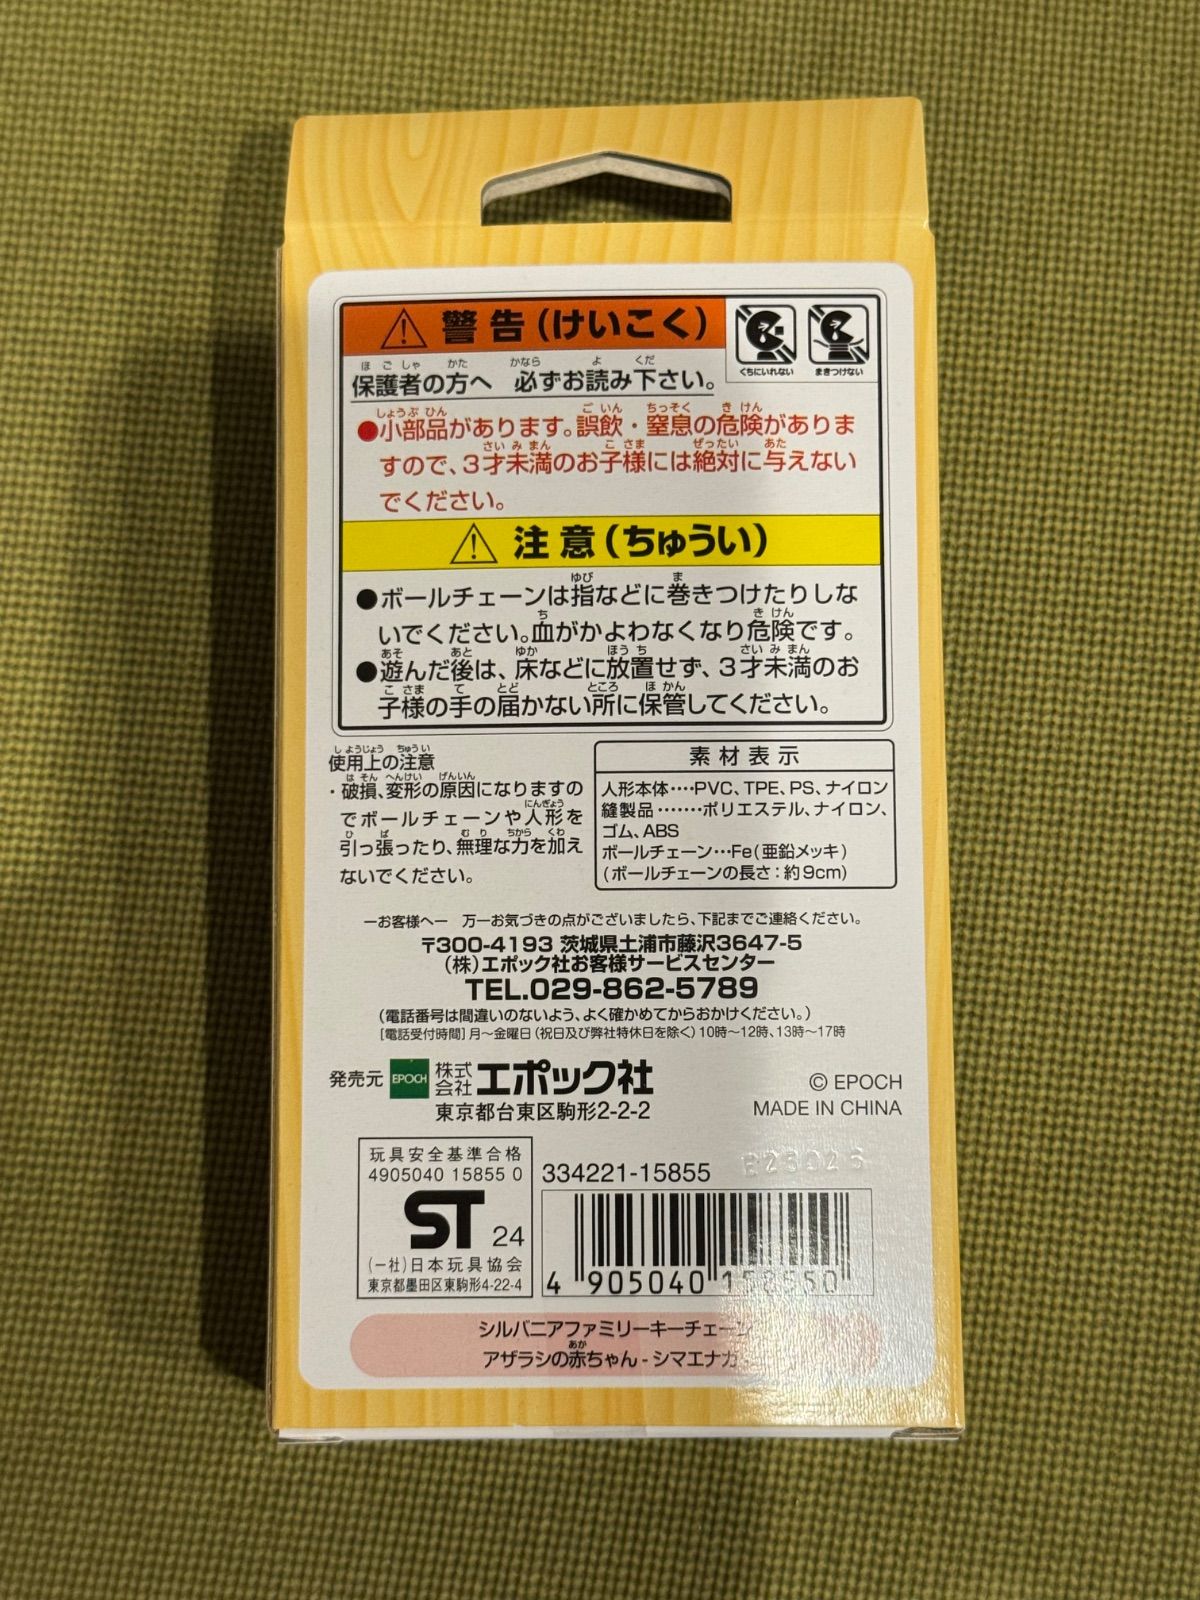 警告(けいこく)
くちにいれない
まきつけない
保護者の方へ 必ずお読み下さい。
●小部品があります。誤飲・窒息の危険がありま
すので、3才未満のお子様には絶対に与えない
でください。
注意(ちゅうい)
●ボールチェーンは指などに巻きつけたりしな
いでください。血がかよわなくなり危険です。
●遊んだ後は、床などに放置せず、3才未満のお
子様の手の届かない所に保管してください。
使用上の注意
・破損、変形の原因になりますの
でボールチェーンや人形を
引っ張ったり、無理な力を加え
ないでください。
素材表示
人形本体‥‥PVC、TPE、PS、ナイロン
縫製品‥‥‥‥ポリエステル、ナイロン、
ゴム、ABS
ボールチェーン…Fe(亜鉛メッキ)
(ボールチェーンの長さ:約9cm)
ーお客様へー 万一お気づきの点がございましたら、下記までご連絡ください。
〒300-4193 茨城県土浦市藤沢3647-5
(株)エポック社お客様サービスセンター
TEL.029-862-5789
(電話番号は間違いのないよう、よく確かめてからおかけください。)
[電話受付時間] 月〜金曜日(祝日及び弊社特休日を除く) 10時〜12時、13時〜17時
発売元 EPOCH 株式会社 エポック社
東京都台東区駒形2-2-2
© EPOCH
MADE IN CHINA
玩具安全基準合格
4905040 15855 0
ST 24
(一社)日本玩具協会
東京都墨田区東駒形4-22-4
334221-15855
4 905040 158550
シルバニアファミリーキーチェーン
アザラシの赤ちゃん - シマエナガ